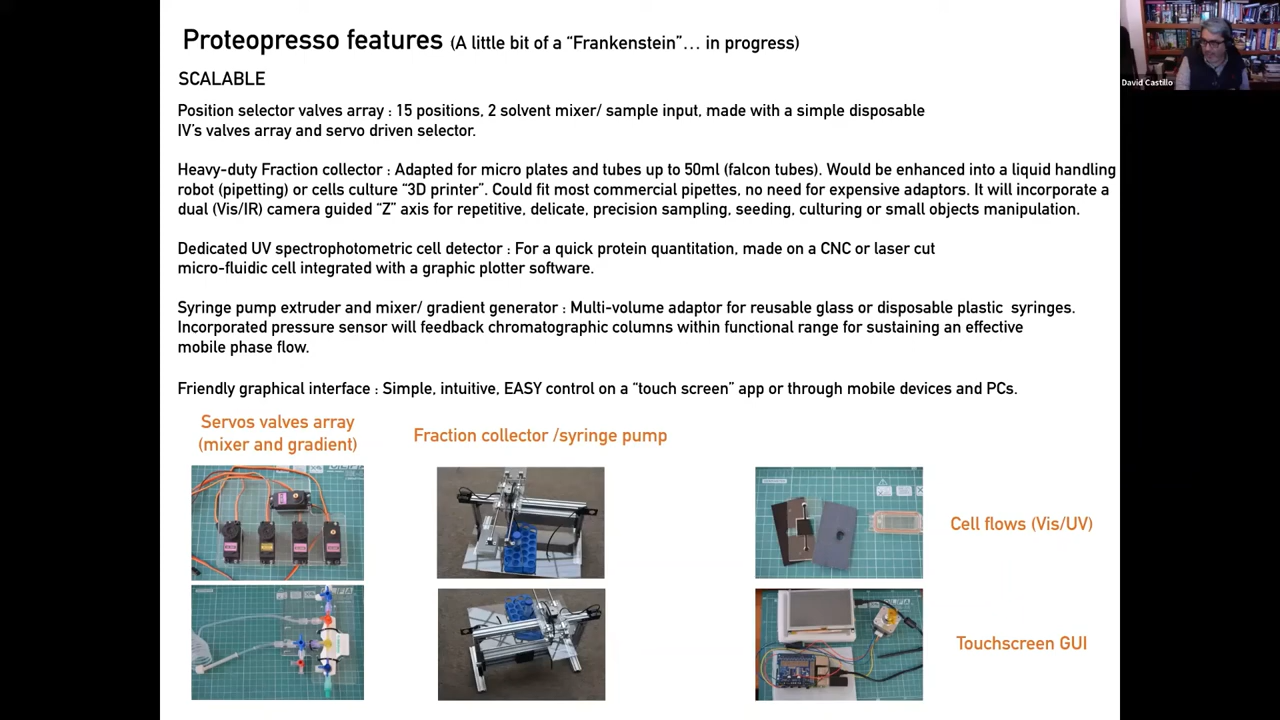 Proteopresso features (A little bit of a “Frankenstein”… in progress)
David Castillo
SCALABLE
Position selector valves array : 15 positions, 2 solvent mixer/ sample input, made with a simple disposable
IV's valves array and servo driven selector.
Heavy-duty Fraction collector : Adapted for micro plates and tubes up to 50ml (falcon tubes). Would be enhanced into a liquid handling
robot (pipetting) or cells culture “3D printer”. Could fit most commercial pipettes, no need for expensive adaptors. It will incorporate a
dual (Vis/IR) camera guided “Z” axis for repetitive, delicate, precision sampling, seeding, culturing or small objects manipulation.
Dedicated UV spectrophotometric cell detector : For a quick protein quantitation, made on a CNC or laser cut
micro-fluidic cell integrated with a graphic plotter software.
Syringe pump extruder and mixer/ gradient generator : Multi-volume adaptor for reusable glass or disposable plastic syringes.
Incorporated pressure sensor will feedback chromatographic columns within functional range for sustaining an effective
mobile phase flow.
Friendly graphical interface : Simple, intuitive, EASY control on a “touch screen” app or through mobile devices and PCs.
Servos valves array
(mixer and gradient)
Fraction collector /syringe pump
Cell flows (Vis/UV)
Touchscreen GUI